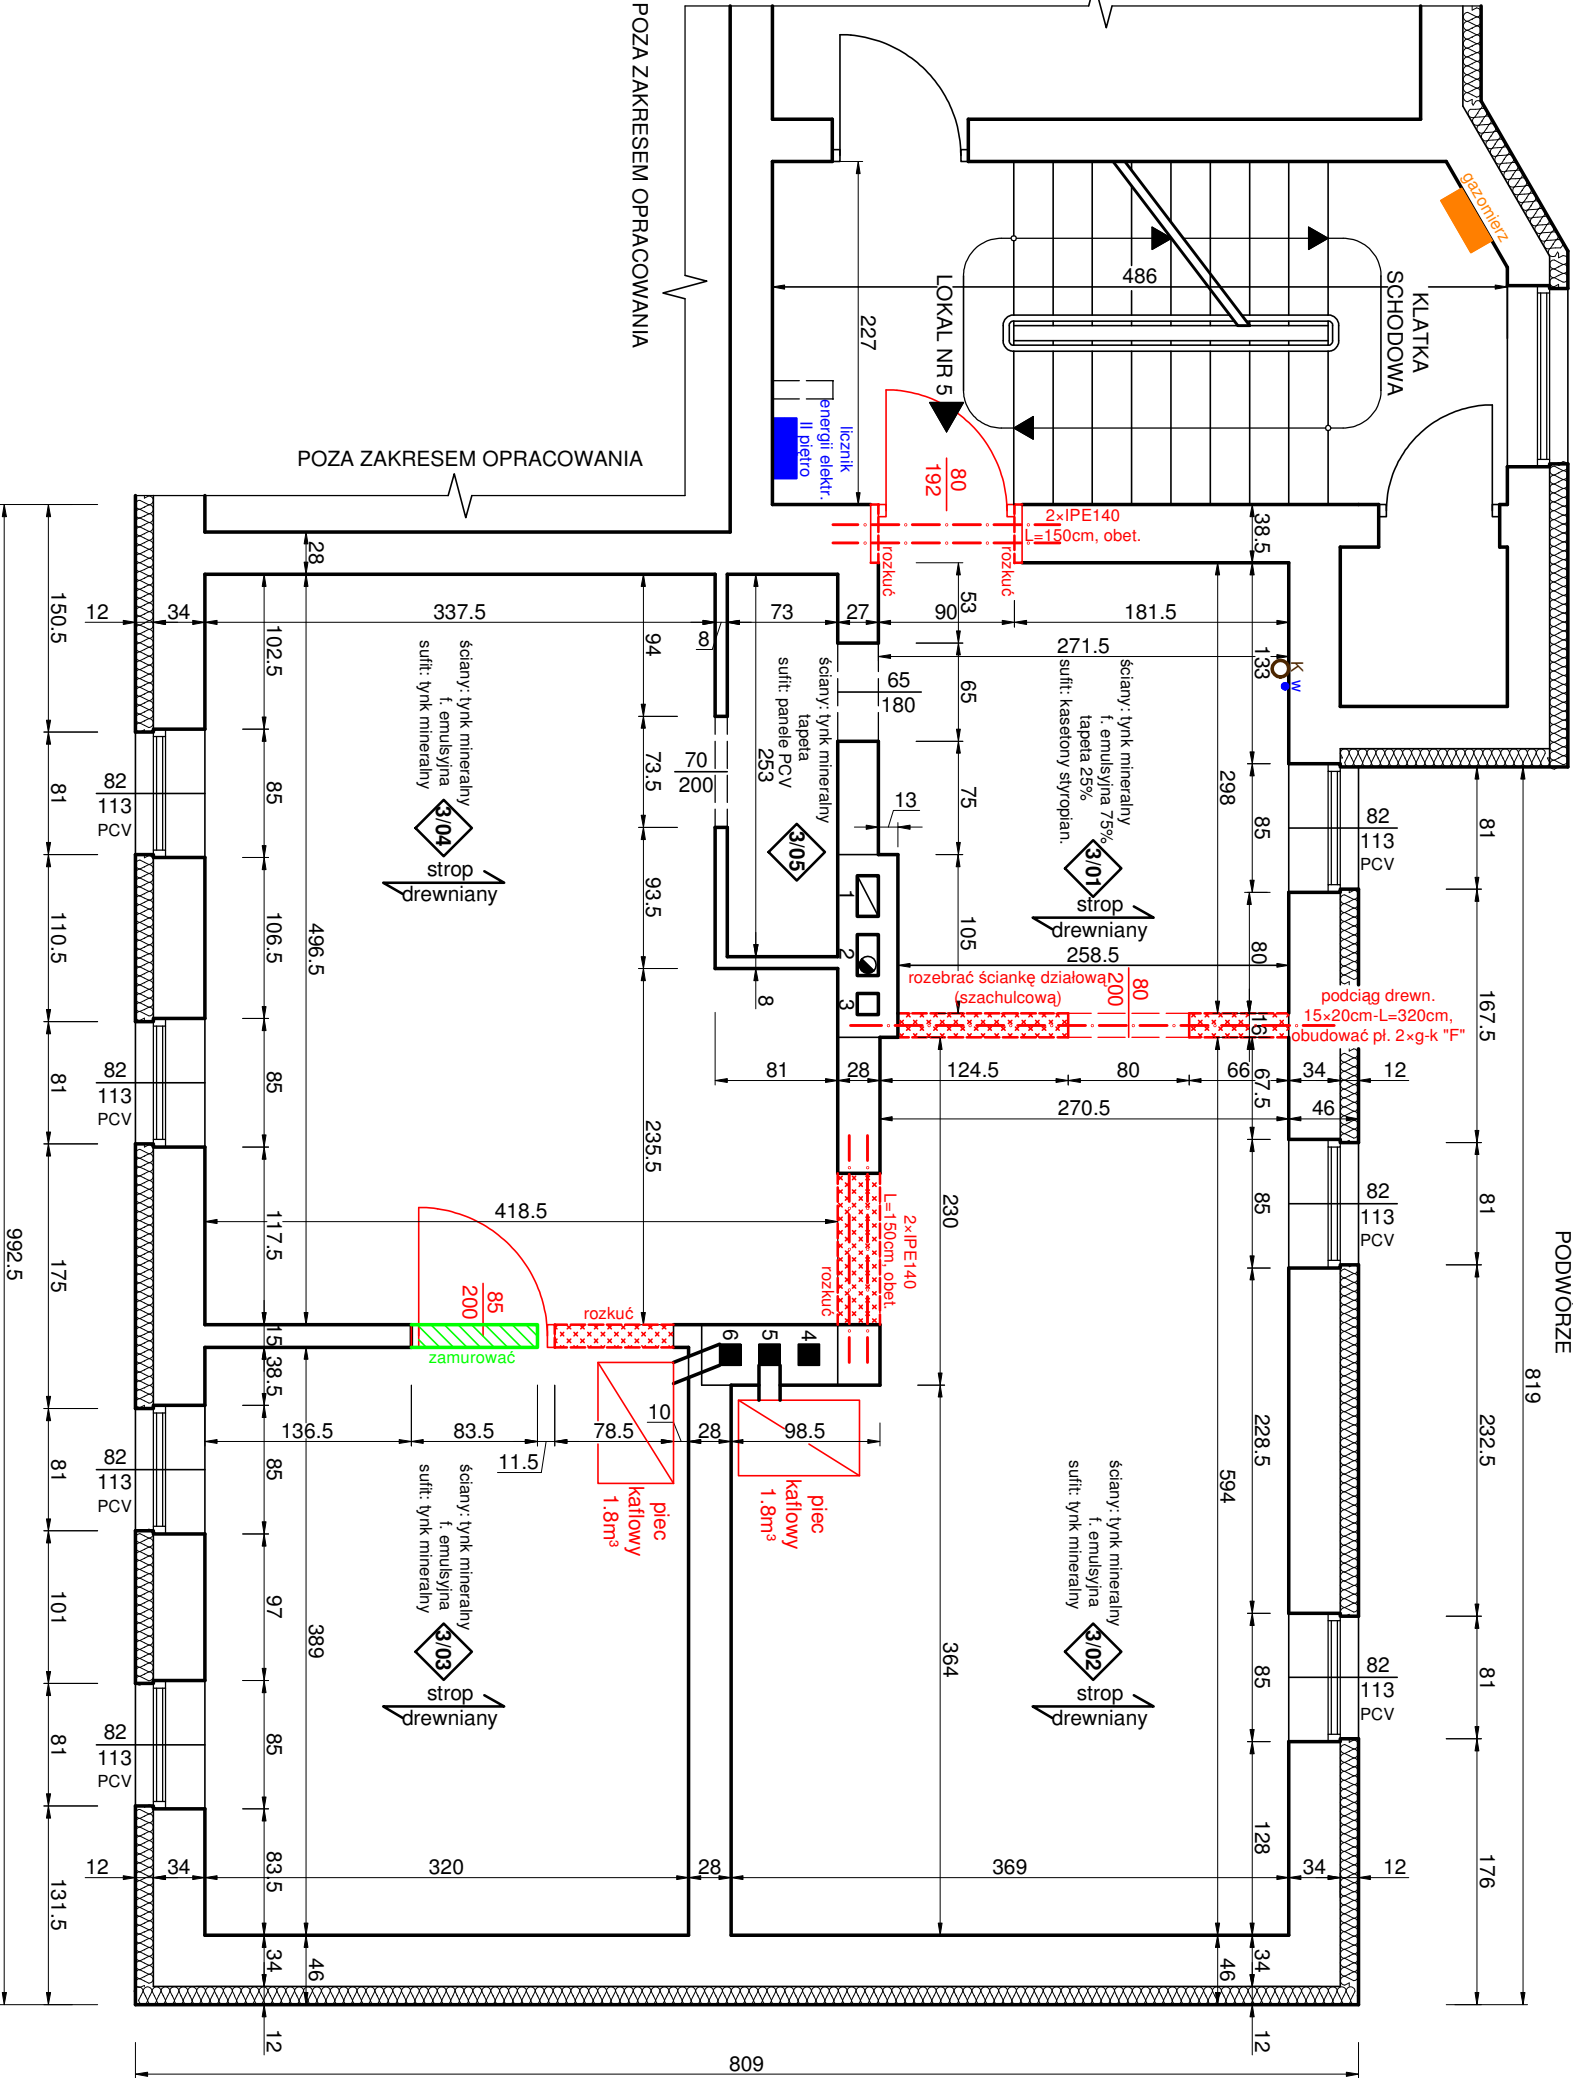 POZA ZAKRESEM OPRACOWANIA
POZA ZAKRESEM OPRACOWANIA
gazomierz
KLATKA
SCHODOWA
486
227
LOKAL NR 5
licznik
energii elektr.
II piętro
80
192
2×IPE140
L=150cm, obet.
rozkuć
rozkuć
38.5
28
12
34
337.5
8
73
27
90
181.5
53
271.5
133
K
w
102.5
94
65
65
180
ściany: tynk mineralny
f. emulsyjna 75%
tapeta 25%
sufit: kasetony styropian.
3/01
strop
drewniany
298
85
ściany: tynk mineralny
tapeta
sufit: panele PCV
3/05
253
ściany: tynk mineralny
f. emulsyjna
sufit: tynk mineralny
3/04
strop
drewniany
70
200
73.5
75
13
85
93.5
105
106.5
496.5
80
258.5
1
2
3
8
rozebrać ściankę działową
(szachulcową)
80
200
podciąg drewn.
15×20cm-L=320cm,
obudować pł. 2×g-k "F"
16
81
28
124.5
80
66
34
12
67.5
270.5
46
85
235.5
230
85
418.5
117.5
2×IPE140
L=150cm, obet.
rozkuć
85
200
rozkuć
zamurować
15
38.5
6
5
4
136.5
83.5
11.5
78.5
10
28
98.5
piec
kaflowy
1.8m³
piec
kaflowy
1.8m³
228.5
594
ściany: tynk mineralny
f. emulsyjna
sufit: tynk mineralny
3/03
strop
drewniany
ściany: tynk mineralny
f. emulsyjna
sufit: tynk mineralny
3/02
strop
drewniany
85
97
389
364
85
85
128
83.5
12
34
320
28
369
34
12
34
46
46
34
12
12
809
150.5
81
110.5
81
175
81
101
81
131.5
992.5
82
113
PCV
82
113
PCV
82
113
PCV
82
113
PCV
82
113
PCV
82
113
PCV
82
113
PCV
81
167.5
81
232.5
81
176
819
PODWÓRZE